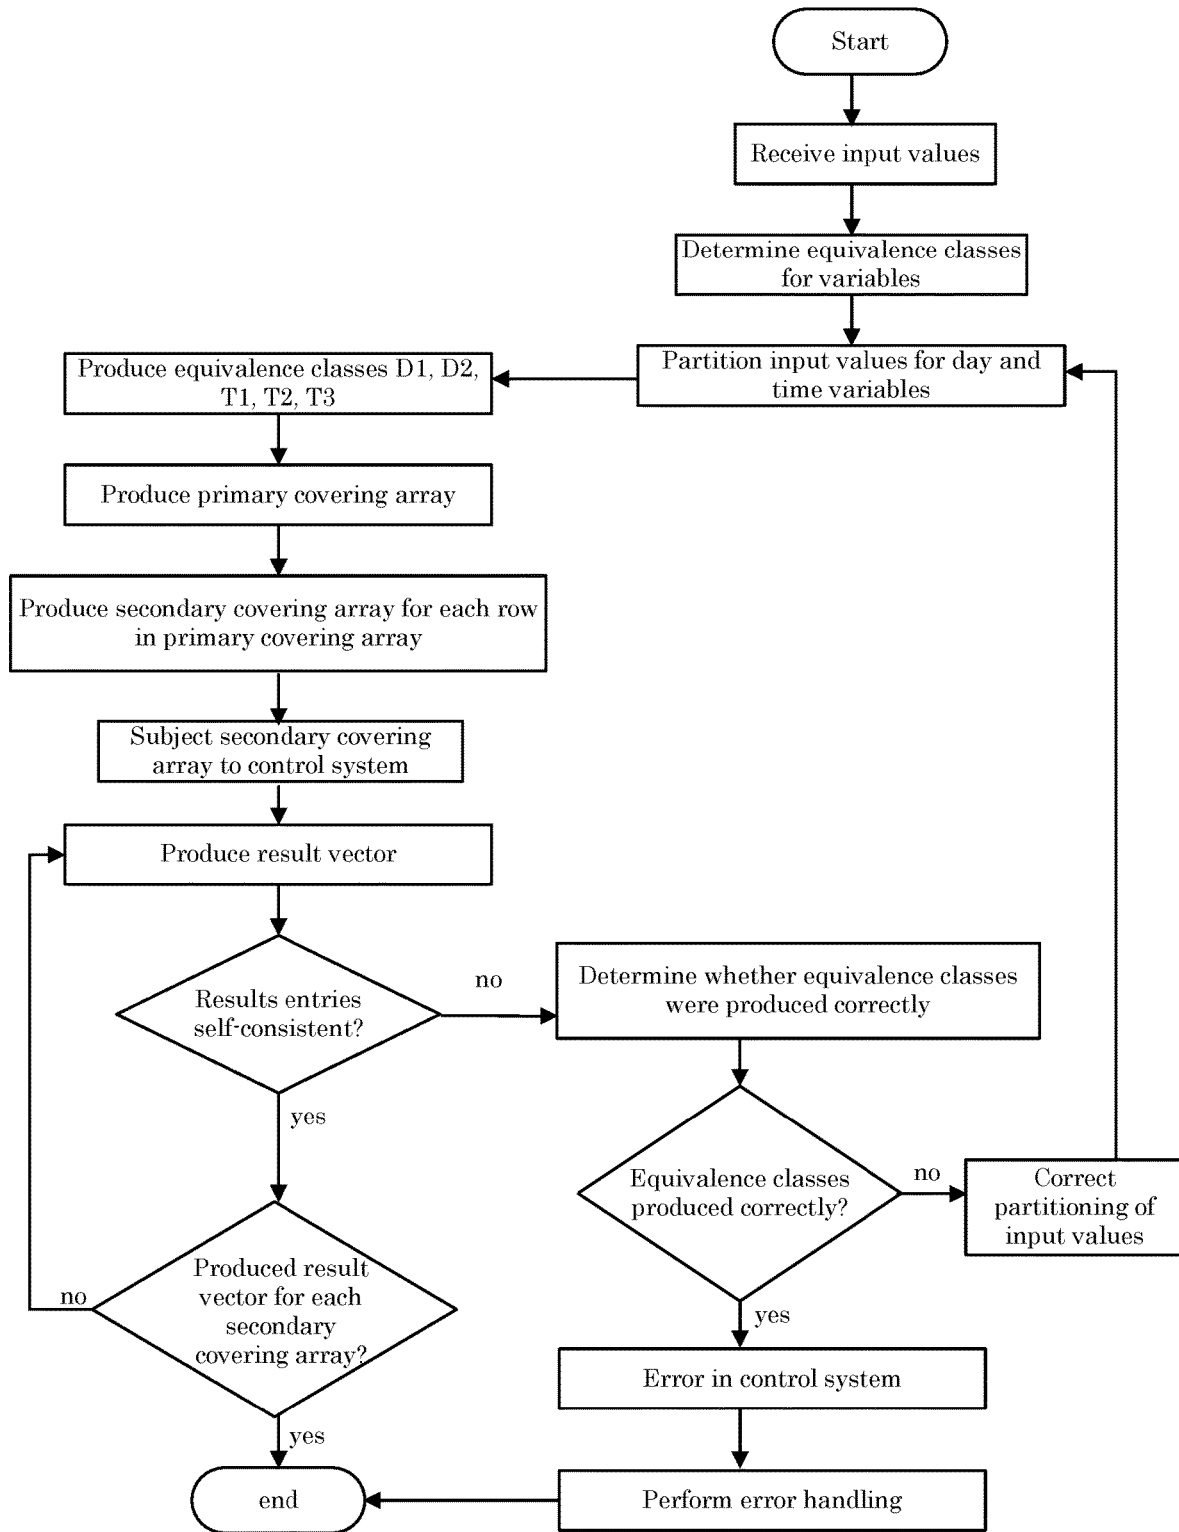 Start
Receive input values
Determine equivalence classes
for variables
Partition input values for day and
time variables
Produce equivalence classes D1, D2,
T1, T2, T3
Produce primary covering array
Produce secondary covering array for each row
in primary covering array
Subject secondary covering
array to control system
Produce result vector
Results entries
self-consistent?
no
Determine whether equivalence classes
were produced correctly
yes
Equivalence classes
produced correctly?
no
Correct
partitioning of
input values
Produced result
vector for each
secondary
covering array?
no
yes
Error in control system
yes
end
Perform error handling